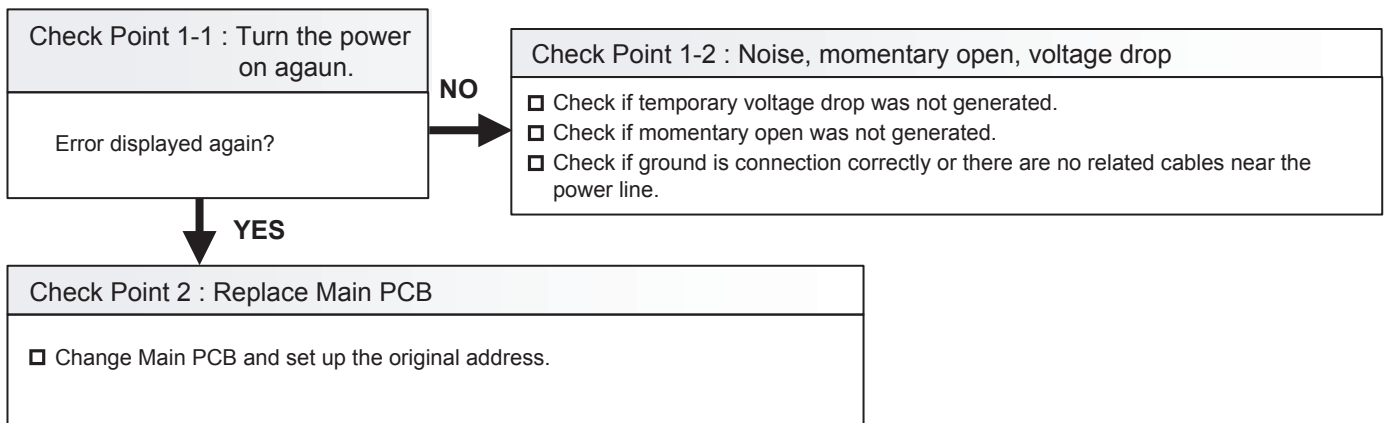 Check Point 1-1 : Turn the power
on agaun.
Error displayed again?
NO
Check Point 1-2 : Noise, momentary open, voltage drop
Check if temporary voltage drop was not generated.
Check if momentary open was not generated.
Check if ground is connection correctly or there are no related cables near the
power line.
YES
Check Point 2 : Replace Main PCB
Change Main PCB and set up the original address.